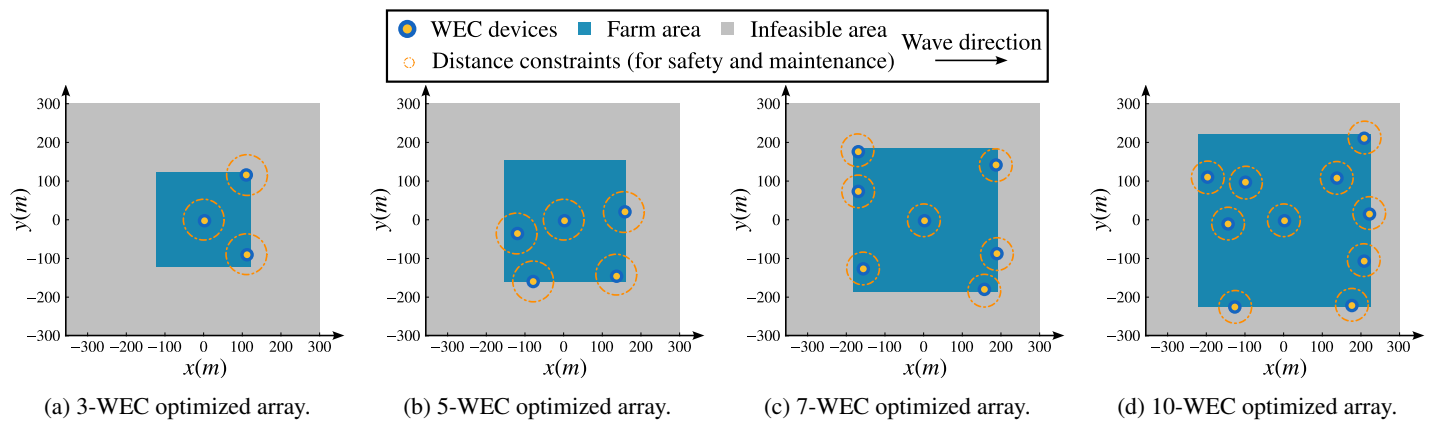 WEC devices Farm area Infeasible area Wave direction
Distance constraints (for safety and maintenance)
300
200
100
0
−100
−200
−300
y(m)
−300 −200 −100 0 100 200 300
x(m)
(a) 3-WEC optimized array.
300
200
100
0
−100
−200
−300
y(m)
−300 −200 −100 0 100 200 300
x(m)
(b) 5-WEC optimized array.
300
200
100
0
−100
−200
−300
y(m)
−300 −200 −100 0 100 200 300
x(m)
(c) 7-WEC optimized array.
300
200
100
0
−100
−200
−300
y(m)
−300 −200 −100 0 100 200 300
x(m)
(d) 10-WEC optimized array.